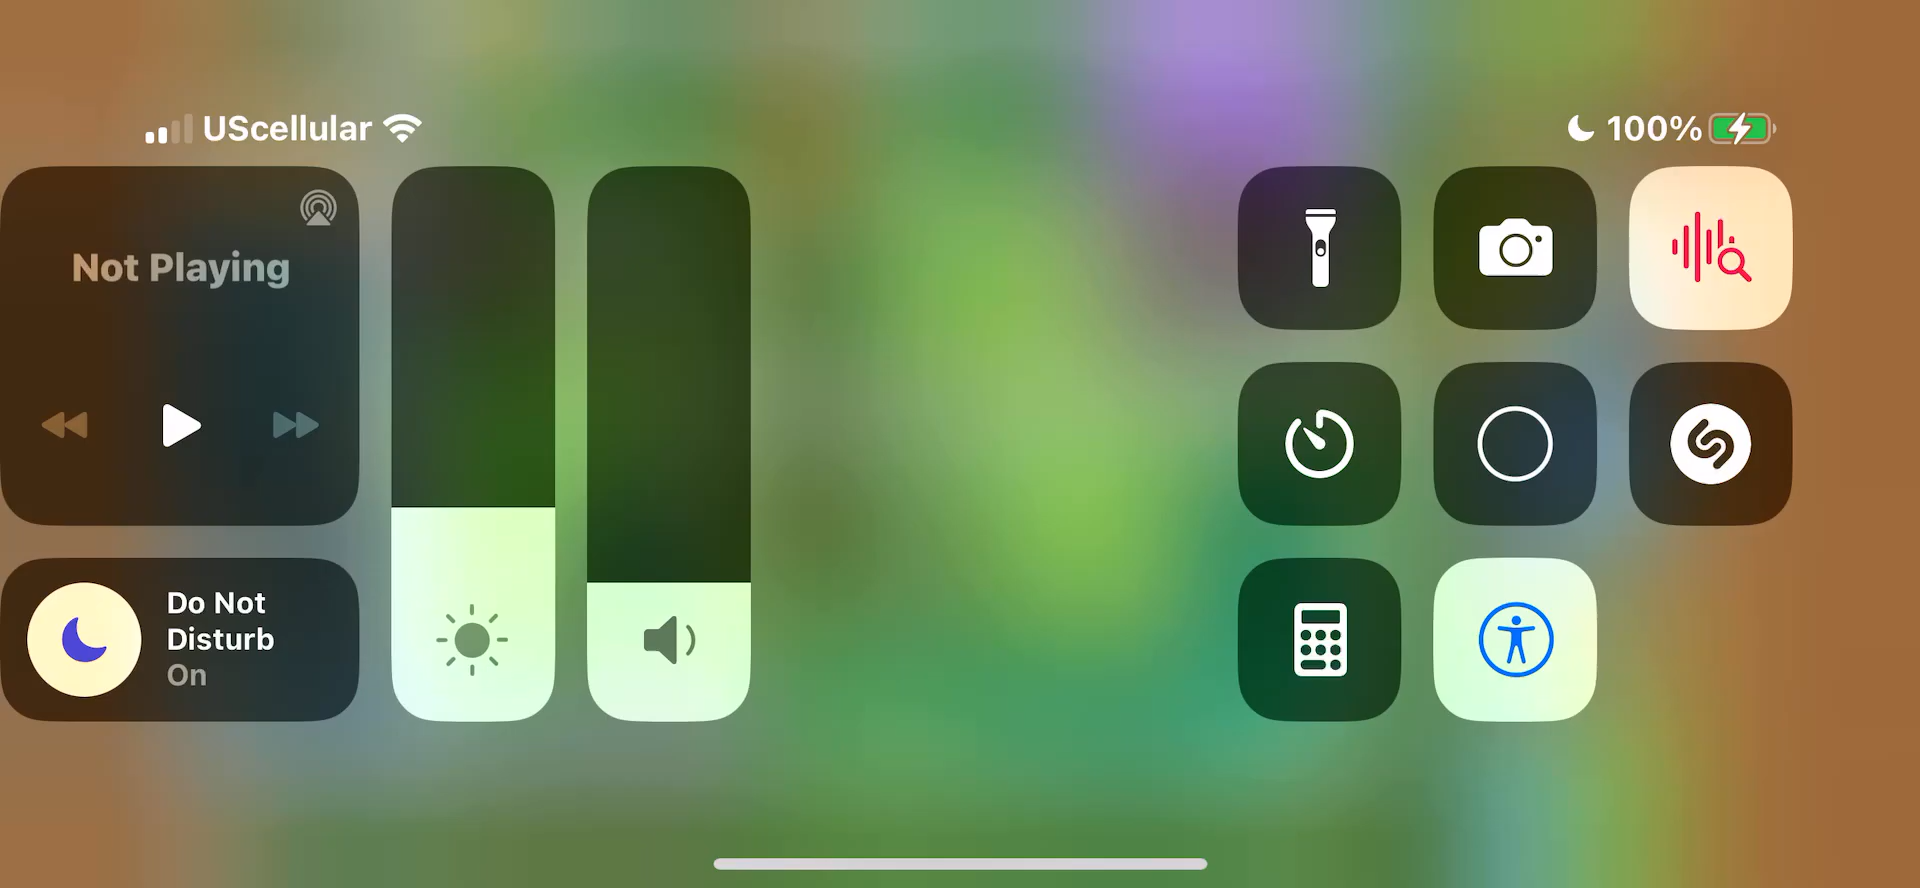 UScellular
100%
Not Playing
Do Not
Disturb
On